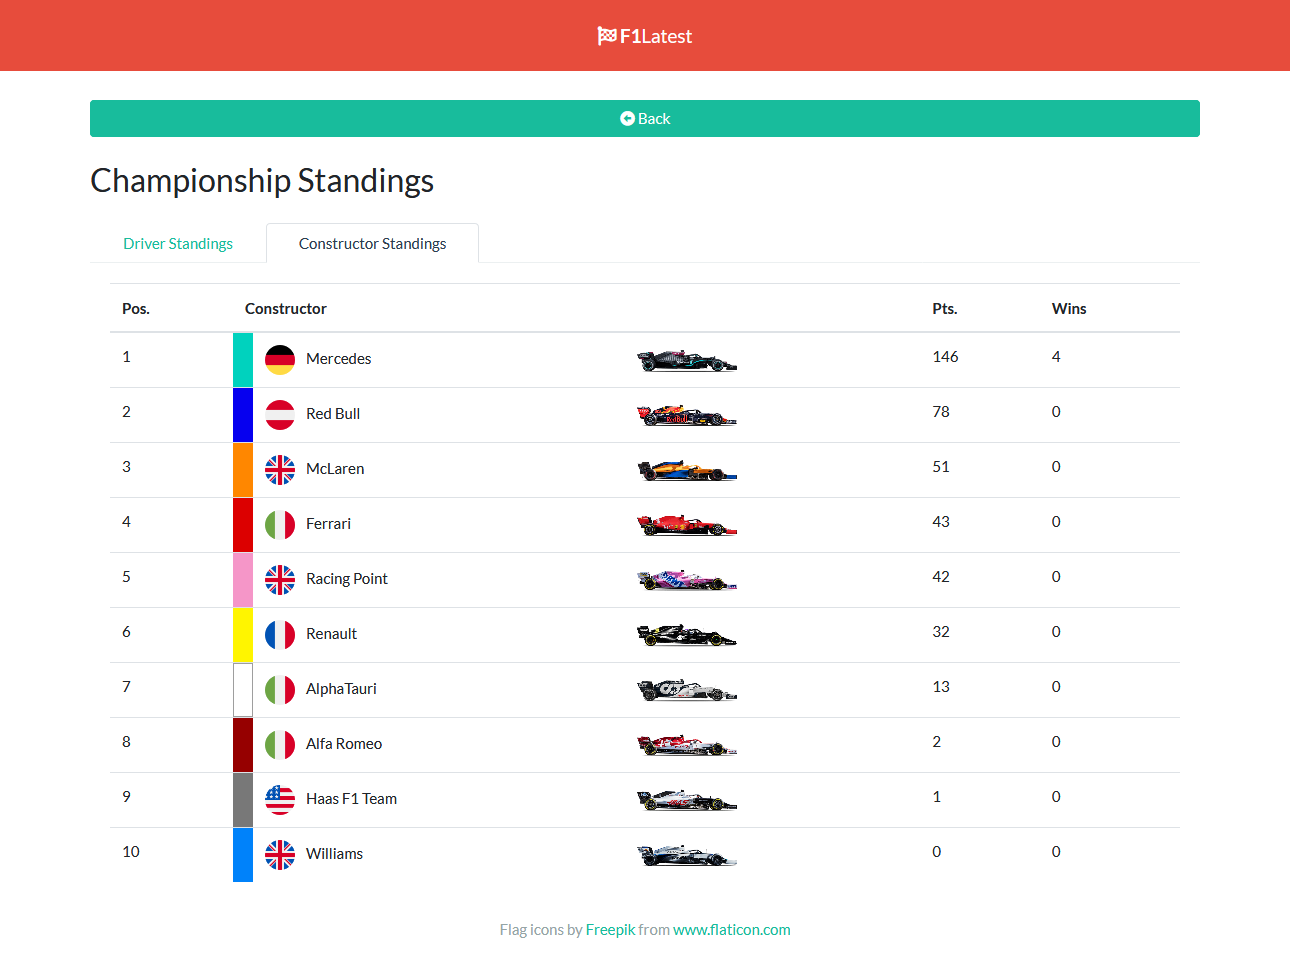 F1Latest
Back
Championship Standings
Driver Standings Constructor Standings
Pos. Constructor Pts. Wins
1 Mercedes 146 4
2 Red Bull 78 0
3 McLaren 51 0
4 Ferrari 43 0
5 Racing Point 42 0
6 Renault 32 0
7 AlphaTauri 13 0
8 Alfa Romeo 2 0
9 Haas F1 Team 1 0
10 Williams 0 0
Flag icons by Freepik from www.flaticon.com